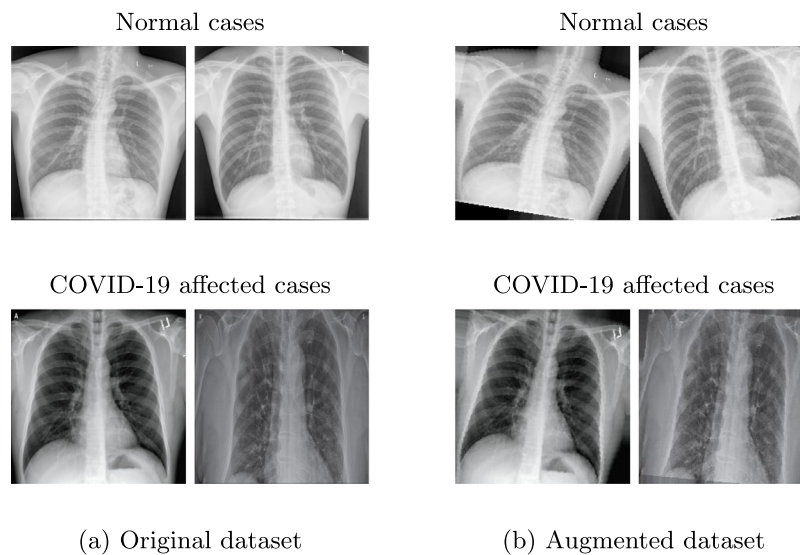 Normal cases
Normal cases
COVID-19 affected cases
COVID-19 affected cases
A
(a) Original dataset
(b) Augmented dataset